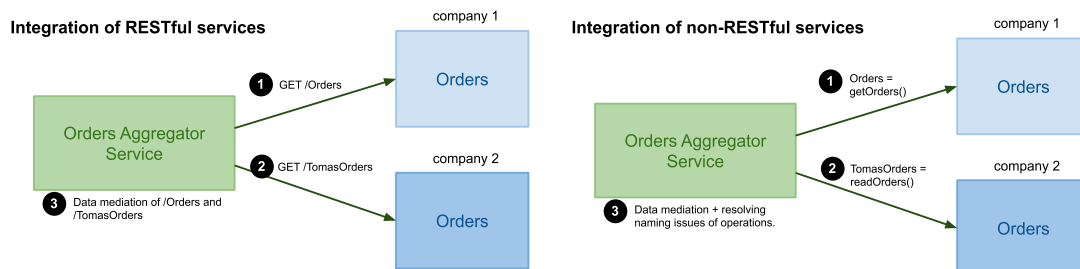 Integration of RESTful services
company 1
Orders
1
GET /Orders
Orders Aggregator
Service
2
GET /TomasOrders
company 2
Orders
3
Data mediation of /Orders and
/TomasOrders
Integration of non-RESTful services
company 1
Orders
1
Orders =
getOrders()
Orders Aggregator
Service
2
TomasOrders =
readOrders()
company 2
Orders
3
Data mediation + resolving
naming issues of operations.